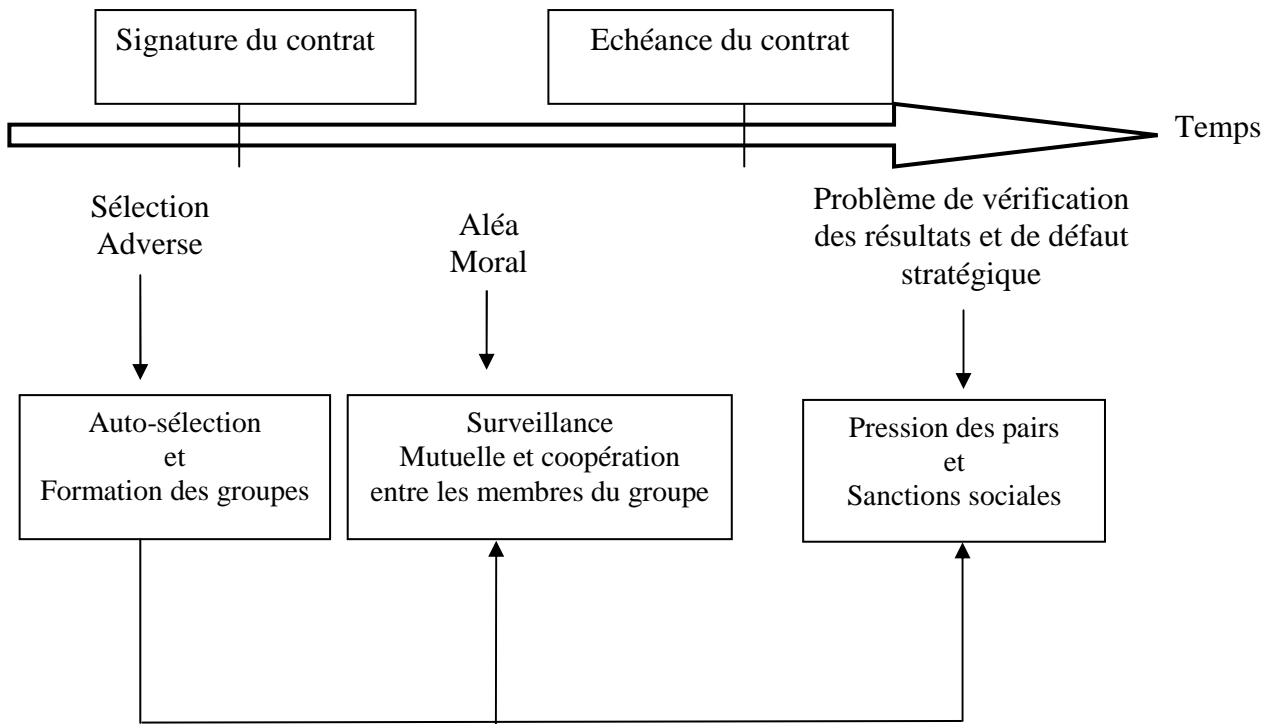 Signature du contrat
Echéance du contrat
Temps
Sélection
Adverse
Aléa
Moral
Problème de vérification
des résultats et de défaut
stratégique
Auto-sélection
et
Formation des groupes
Surveillance
Mutuelle et coopération
entre les membres du groupe
Pression des pairs
et
Sanctions sociales